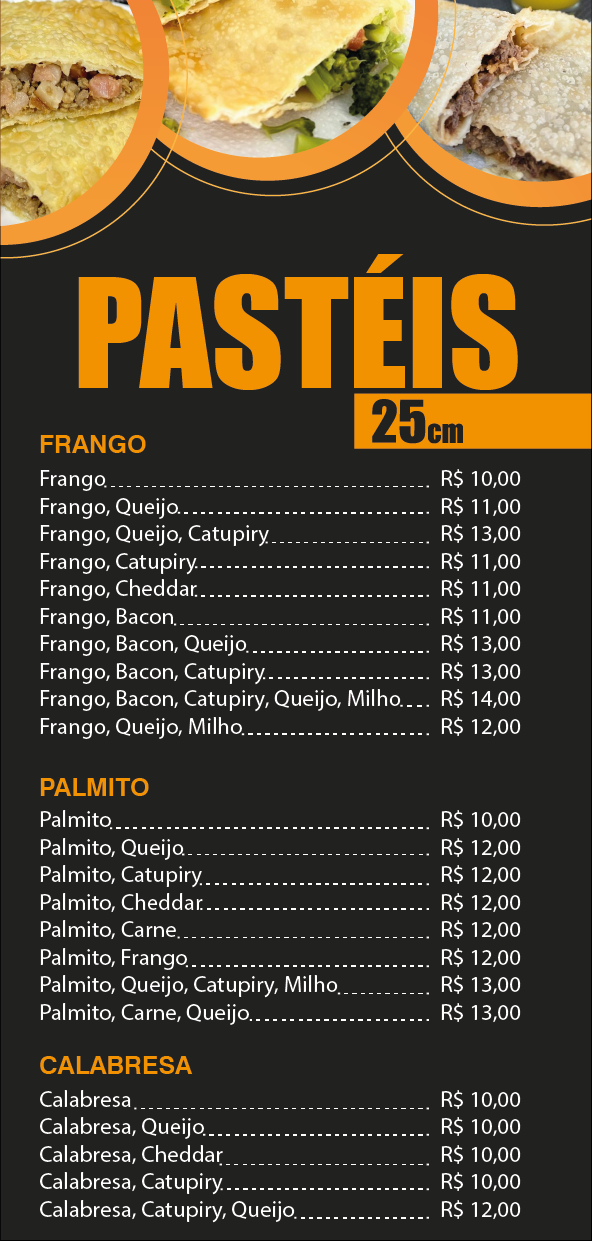 PASTÉIS
25cm
FRANGO
Frango R$ 10,00
Frango, Queijo R$ 11,00
Frango, Queijo, Catupiry R$ 13,00
Frango, Catupiry R$ 11,00
Frango, Cheddar R$ 11,00
Frango, Bacon R$ 11,00
Frango, Bacon, Queijo R$ 13,00
Frango, Bacon, Catupiry R$ 13,00
Frango, Bacon, Catupiry, Queijo, Milho R$ 14,00
Frango, Queijo, Milho R$ 12,00
PALMITO
Palmito R$ 10,00
Palmito, Queijo R$ 12,00
Palmito, Catupiry R$ 12,00
Palmito, Cheddar R$ 12,00
Palmito, Carne R$ 12,00
Palmito, Frango R$ 12,00
Palmito, Queijo, Catupiry, Milho R$ 13,00
Palmito, Carne, Queijo R$ 13,00
CALABRESA
Calabresa R$ 10,00
Calabresa, Queijo R$ 10,00
Calabresa, Cheddar R$ 10,00
Calabresa, Catupiry R$ 10,00
Calabresa, Catupiry, Queijo R$ 12,00